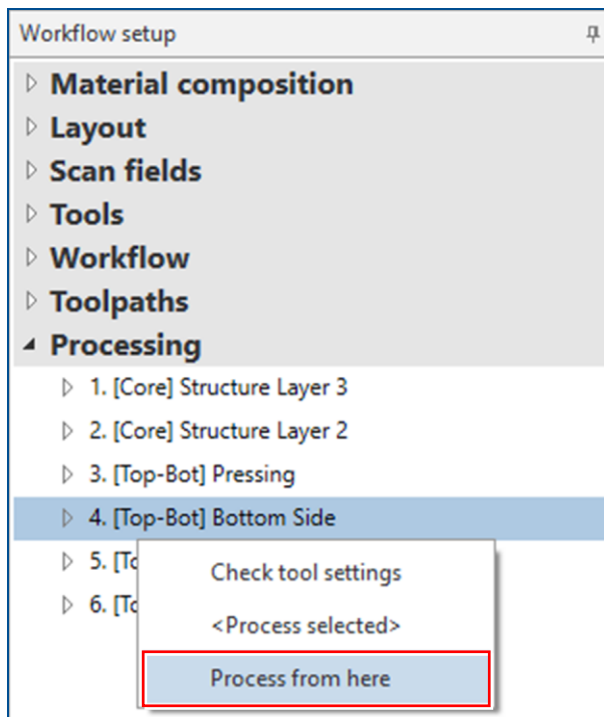 Workflow setup
Material composition
Layout
Scan fields
Tools
Workflow
Toolpaths
Processing
1. [Core] Structure Layer 3
2. [Core] Structure Layer 2
3. [Top-Bot] Pressing
4. [Top-Bot] Bottom Side
5.
6.
Check tool settings
<Process selected>
Process from here